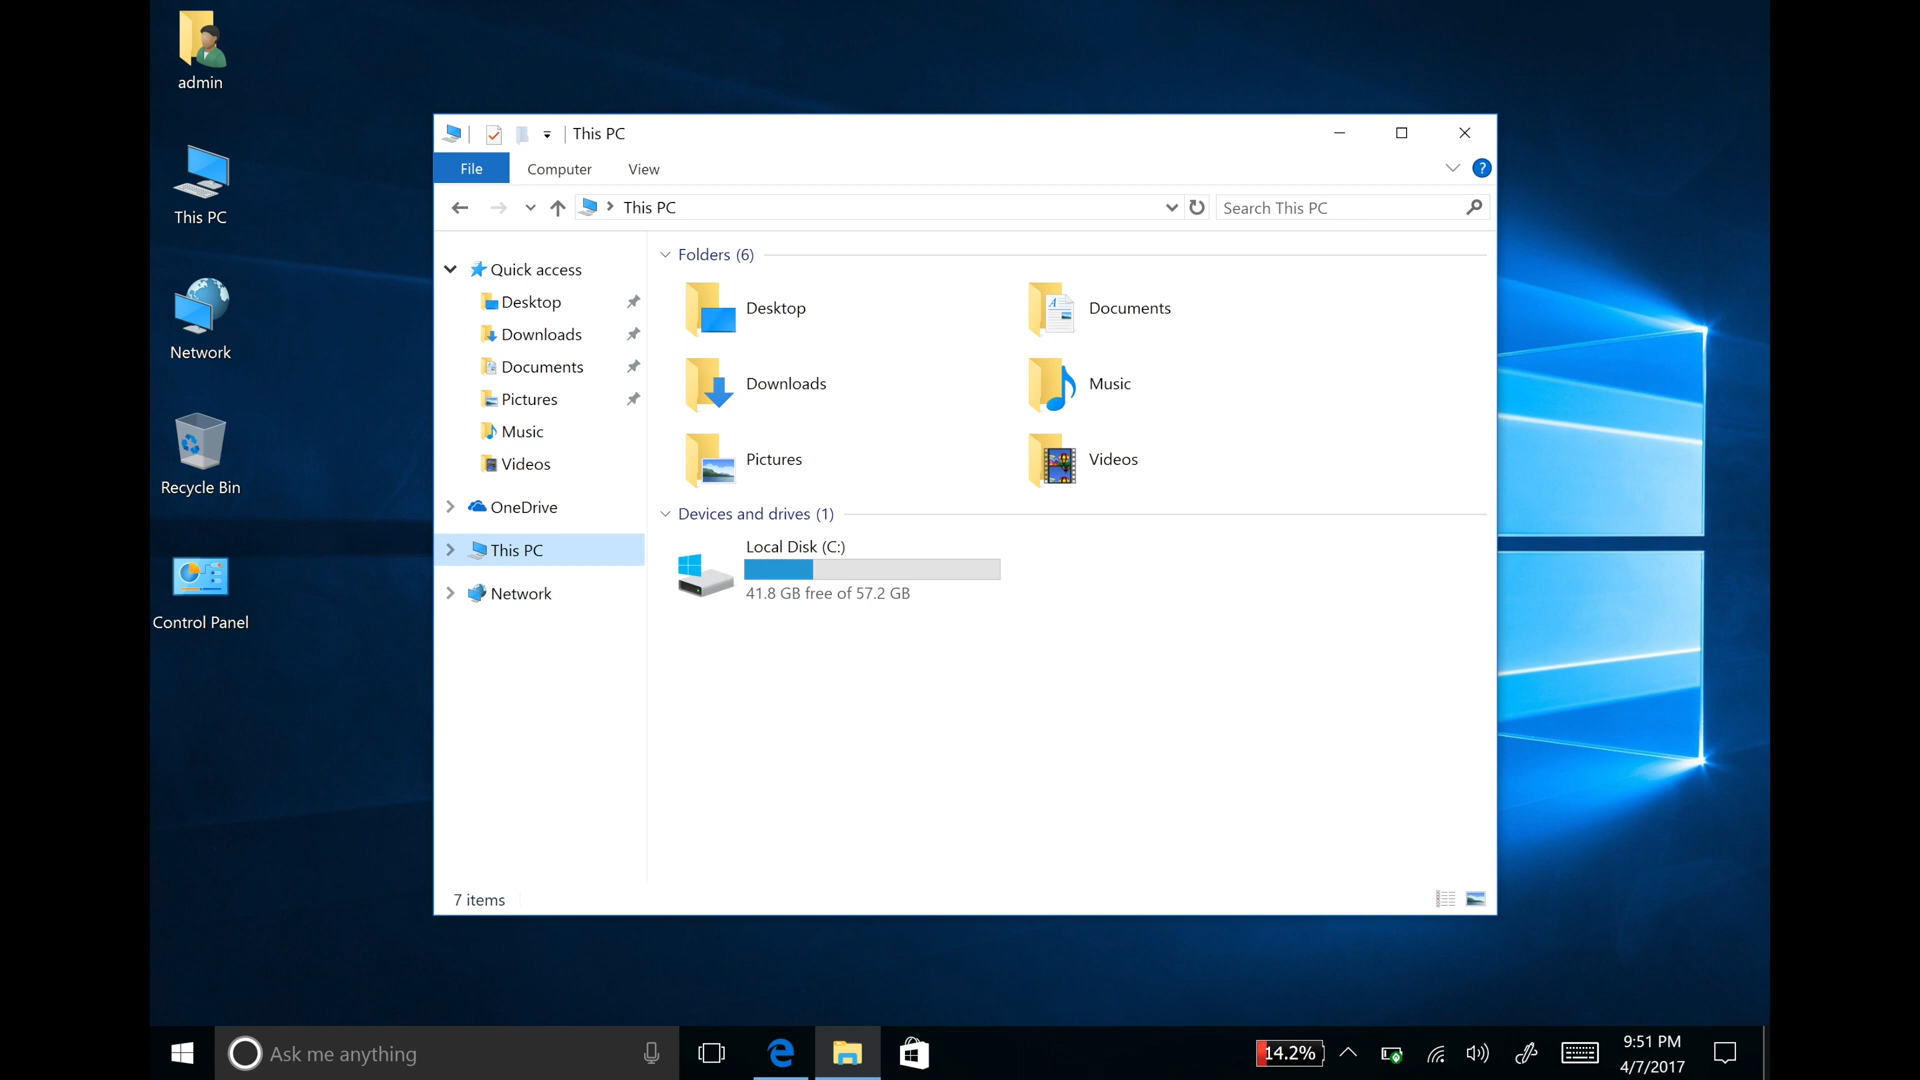 admin
This PC
Network
Recycle Bin
Control Panel
This PC
File
Computer
View
?
This PC
Search This PC
Quick access
Desktop
Downloads
Documents
Pictures
Music
Videos
OneDrive
This PC
Network
Folders (6)
Desktop
Documents
Downloads
Music
Pictures
Videos
Devices and drives (1)
Local Disk (C:)
41.8 GB free of 57.2 GB
7 items
Ask me anything
14.2%
9:51 PM
4/7/2017